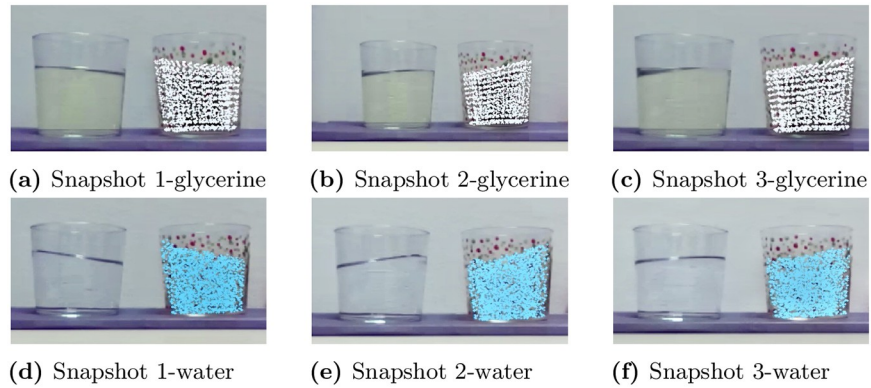 (a) Snapshot 1-glycerine (b) Snapshot 2-glycerine (c) Snapshot 3-glycerine
(d) Snapshot 1-water (e) Snapshot 2-water (f) Snapshot 3-water